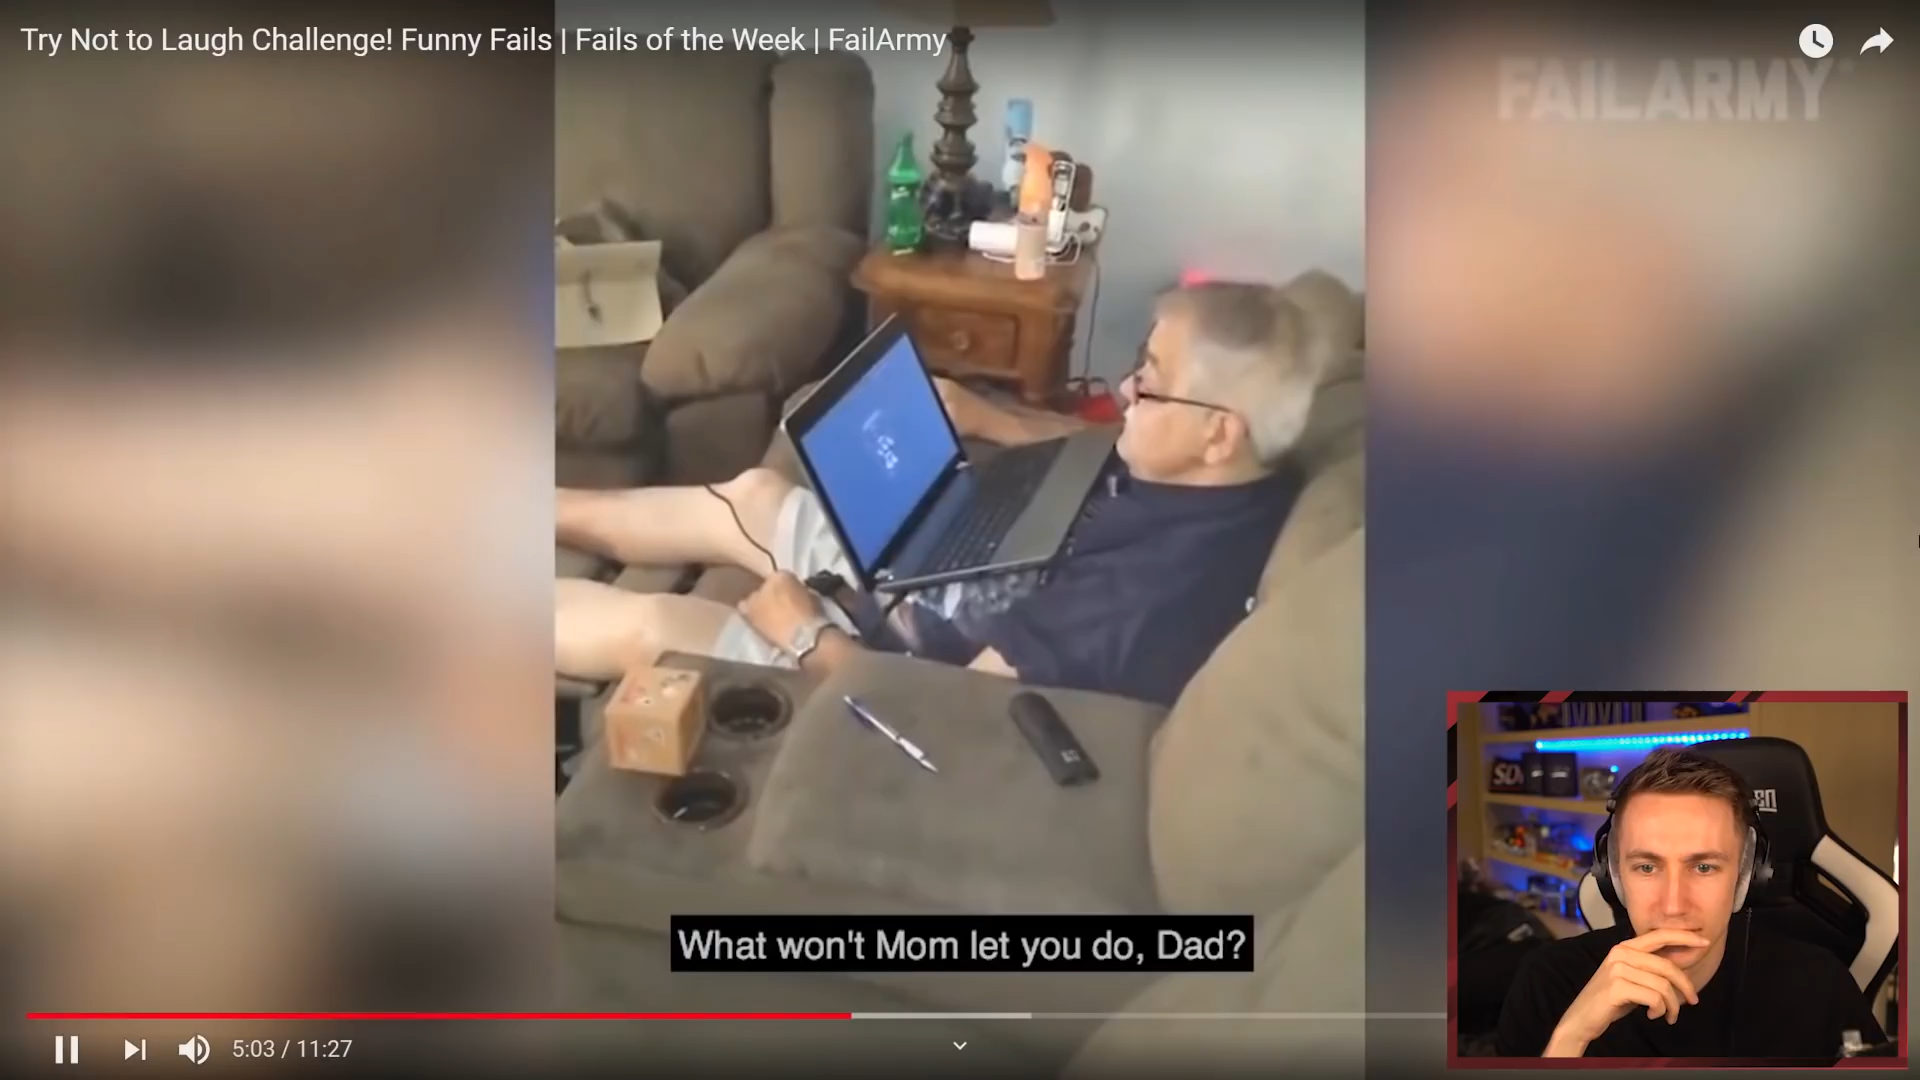 Try Not to Laugh Challenge! Funny Fails | Fails of the Week | FailArmy
FAILARMY
What won't Mom let you do, Dad?
5:03 / 11:27